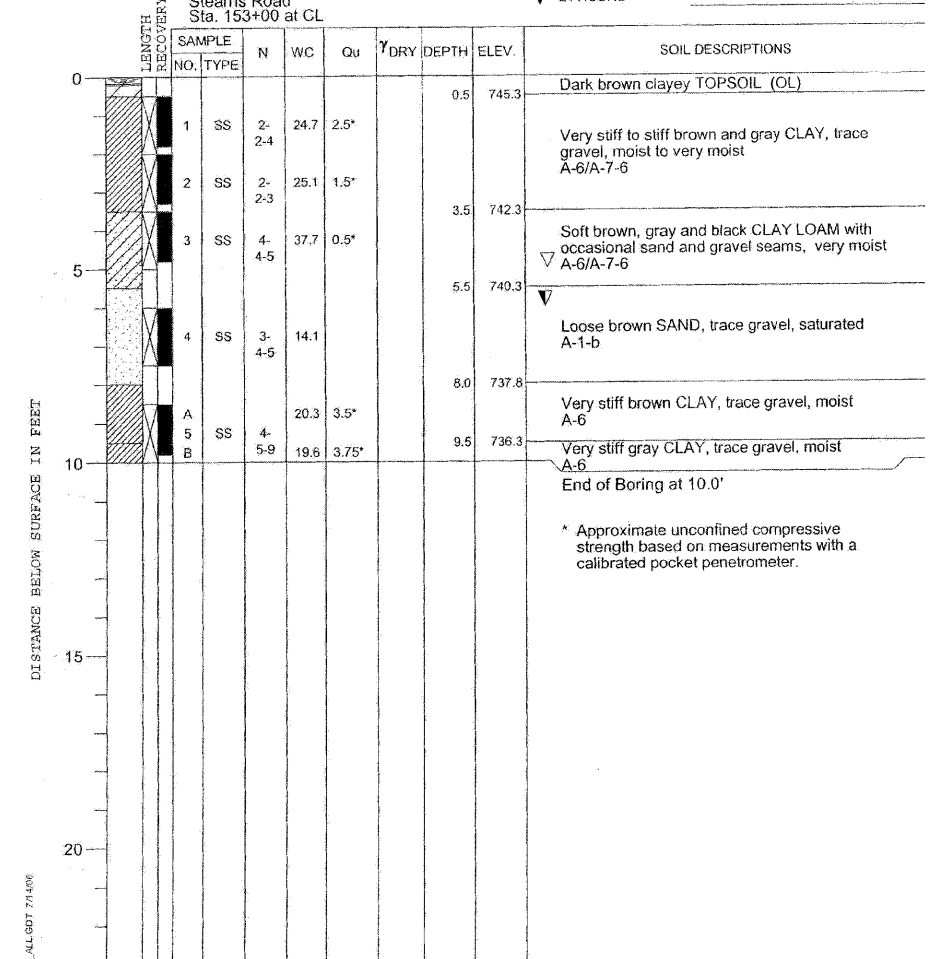 Stearns Road
Sta. 153+00 at CL
LENGTH
RECOVERY
SAMPLE
NO. TYPE
N
WC
Qu
γDRY
DEPTH
ELEV.
SOIL DESCRIPTIONS
0
Dark brown clayey TOPSOIL (OL)
0.5 745.3
1 SS 2- 24.7 2.5*
2-4
Very stiff to stiff brown and gray CLAY, trace
gravel, moist to very moist
A-6/A-7-6
2 SS 2- 25.1 1.5*
2-3
3.5 742.3
3 SS 4- 37.7 0.5*
4-5
Soft brown, gray and black CLAY LOAM with
occasional sand and gravel seams, very moist
A-6/A-7-6
5
5.5 740.3
4 SS 3- 14.1
4-5
Loose brown SAND, trace gravel, saturated
A-1-b
8.0 737.8
A 20.3 3.5*
5 SS 4-
B 5-9 19.6 3.75*
Very stiff brown CLAY, trace gravel, moist
A-6
9.5 736.3
Very stiff gray CLAY, trace gravel, moist
A-6
10
End of Boring at 10.0'
* Approximate unconfined compressive
strength based on measurements with a
calibrated pocket penetrometer.
15
20
DISTANCE BELOW SURFACE IN FEET
_ALL.GDT 7/14/06